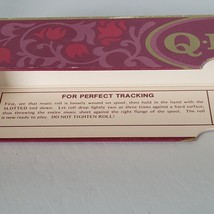 Q
FOR PERFECT TRACKING
First, see that music roll is loosely wound on spool, then hold in the hand with the
SLOTTED end down. Let roll drop lightly two or three times against a hard surface,
thus throwing the entire music sheet against the right flange of the spool. The roll
is now ready to play. DO NOT TIGHTEN ROLL!